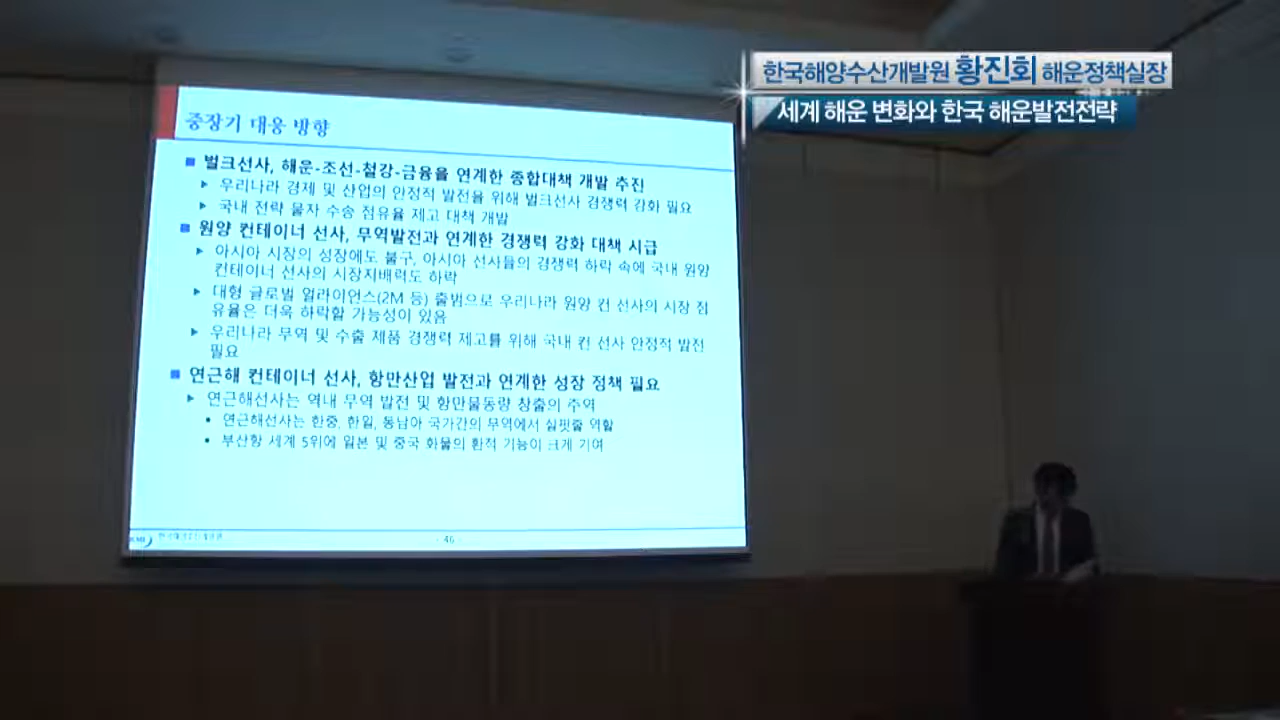 한국해양수산개발원 황진회 해운정책실장
세계 해운 변화와 한국 해운발전전략
중장기 대응 방향
■ 벌크선사, 해운-조선-철강-금융을 연계한 종합대책 개발 추진
▸ 우리나라 경제 및 산업의 안정적 발전을 위해 벌크선사 경쟁력 강화 필요
▸ 국내 전략 물자 수송 점유율 제고 대책 개발
■ 원양 컨테이너 선사, 무역발전과 연계한 경쟁력 강화 대책 시급
▸ 아시아 시장의 성장에도 불구, 아시아 선사들의 경쟁력 하락 속에 국내 원양
컨테이너 선사의 시장지배력도 하락
▸ 대형 글로벌 얼라이언스(2M 등) 출범으로 우리나라 원양 컨 선사의 시장 점
유율은 더욱 하락할 가능성이 있음
▸ 우리나라 무역 및 수출 제품 경쟁력 제고를 위해 국내 컨 선사 안정적 발전
필요
■ 연근해 컨테이너 선사, 항만산업 발전과 연계한 성장 정책 필요
▸ 연근해선사는 역내 무역 발전 및 항만물동량 창출의 주역
• 연근해선사는 한중, 한일, 동남아 국가간의 무역에서 실핏줄 역할
• 부산항 세계 5위에 일본 및 중국 화물의 환적 기능이 크게 기여
KMI 한국해양수산개발원
- 46 -